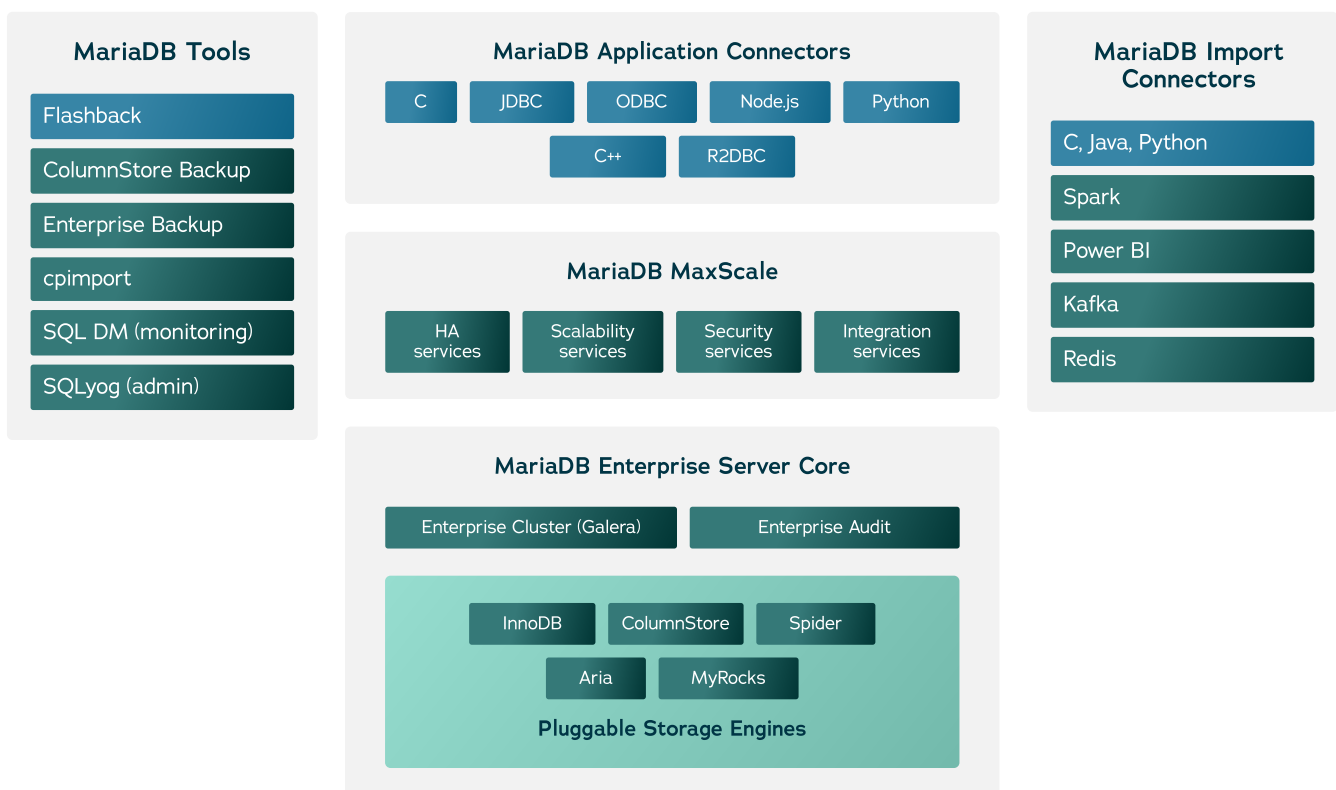 MariaDB Tools
Flashback
ColumnStore Backup
Enterprise Backup
cpimport
SQL DM (monitoring)
SQLyog (admin)
MariaDB Application Connectors
C
JDBC
ODBC
Node.js
Python
C++
R2DBC
MariaDB MaxScale
HA
services
Scalability
services
Security
services
Integration
services
MariaDB Enterprise Server Core
Enterprise Cluster (Galera)
Enterprise Audit
InnoDB
ColumnStore
Spider
Aria
MyRocks
Pluggable Storage Engines
MariaDB Import
Connectors
C, Java, Python
Spark
Power BI
Kafka
Redis